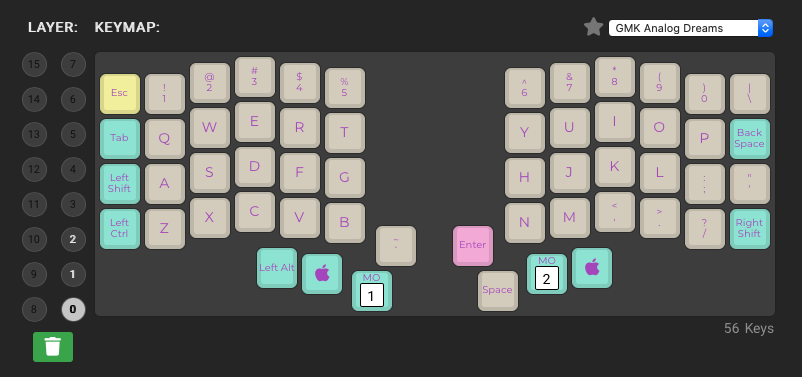 LAYER: KEYMAP: GMK Analog Dreams
15 7
14 6
13 5
12 4
11 3
10 2
9 1
8 0
Esc ! 1 @ 2 # 3 $ 4 % 5 ^ 6 & 7 * 8 ( 9 ) 0 | \
Tab Q W E R T Y U I O P Back Space
Left Shift A S D F G H J K L : ; " '
Left Ctrl Z X C V B N M < , > . ? / Right Shift
~ Enter
Left Alt MO 1 Space MO 2
56 Keys